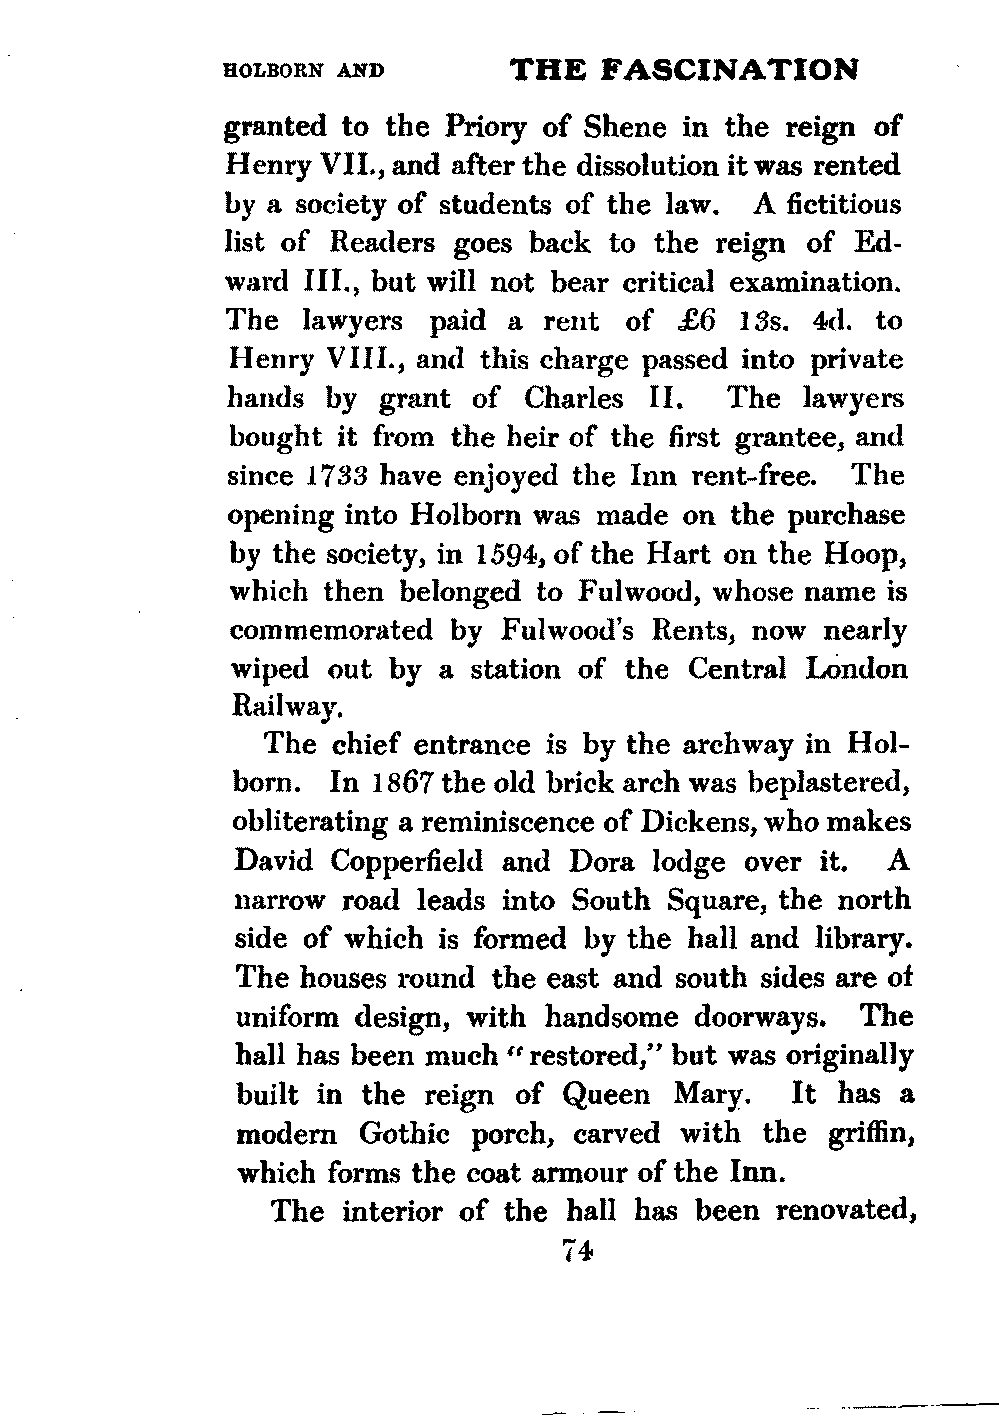 HOLBORN AND THE FASCINATION
granted to the Priory of Shene in the reign of
Henry VII., and after the dissolution it was rented
by a society of students of the law. A fictitious
list of Readers goes back to the reign of Ed-
ward III., but will not bear critical examination.
The lawyers paid a rent of £6 13s. 4d. to
Henry VIII., and this charge passed into private
hands by grant of Charles II. The lawyers
bought it from the heir of the first grantee, and
since 1733 have enjoyed the Inn rent-free. The
opening into Holborn was made on the purchase
by the society, in 1594, of the Hart on the Hoop,
which then belonged to Fulwood, whose name is
commemorated by Fulwood's Rents, now nearly
wiped out by a station of the Central London
Railway.
The chief entrance is by the archway in Hol-
born. In 1867 the old brick arch was beplastered,
obliterating a reminiscence of Dickens, who makes
David Copperfield and Dora lodge over it. A
narrow road leads into South Square, the north
side of which is formed by the hall and library.
The houses round the east and south sides are of
uniform design, with handsome doorways. The
hall has been much "restored," but was originally
built in the reign of Queen Mary. It has a
modern Gothic porch, carved with the griffin,
which forms the coat armour of the Inn.
The interior of the hall has been renovated,
74